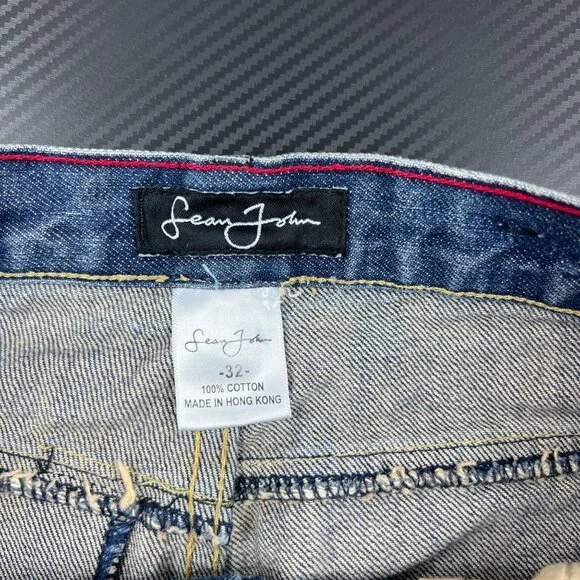 Sean John
Sean John
-32-
100% COTTON
MADE IN HONG KONG